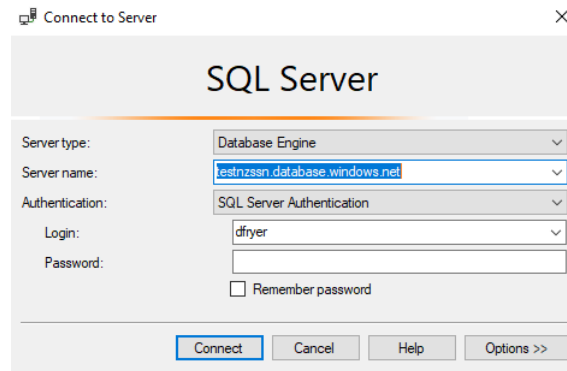 Connect to Server
SQL Server
Server type: Database Engine
Server name: testnzssn.database.windows.net
Authentication: SQL Server Authentication
Login: dfryer
Password:
Remember password
Connect Cancel Help Options >>